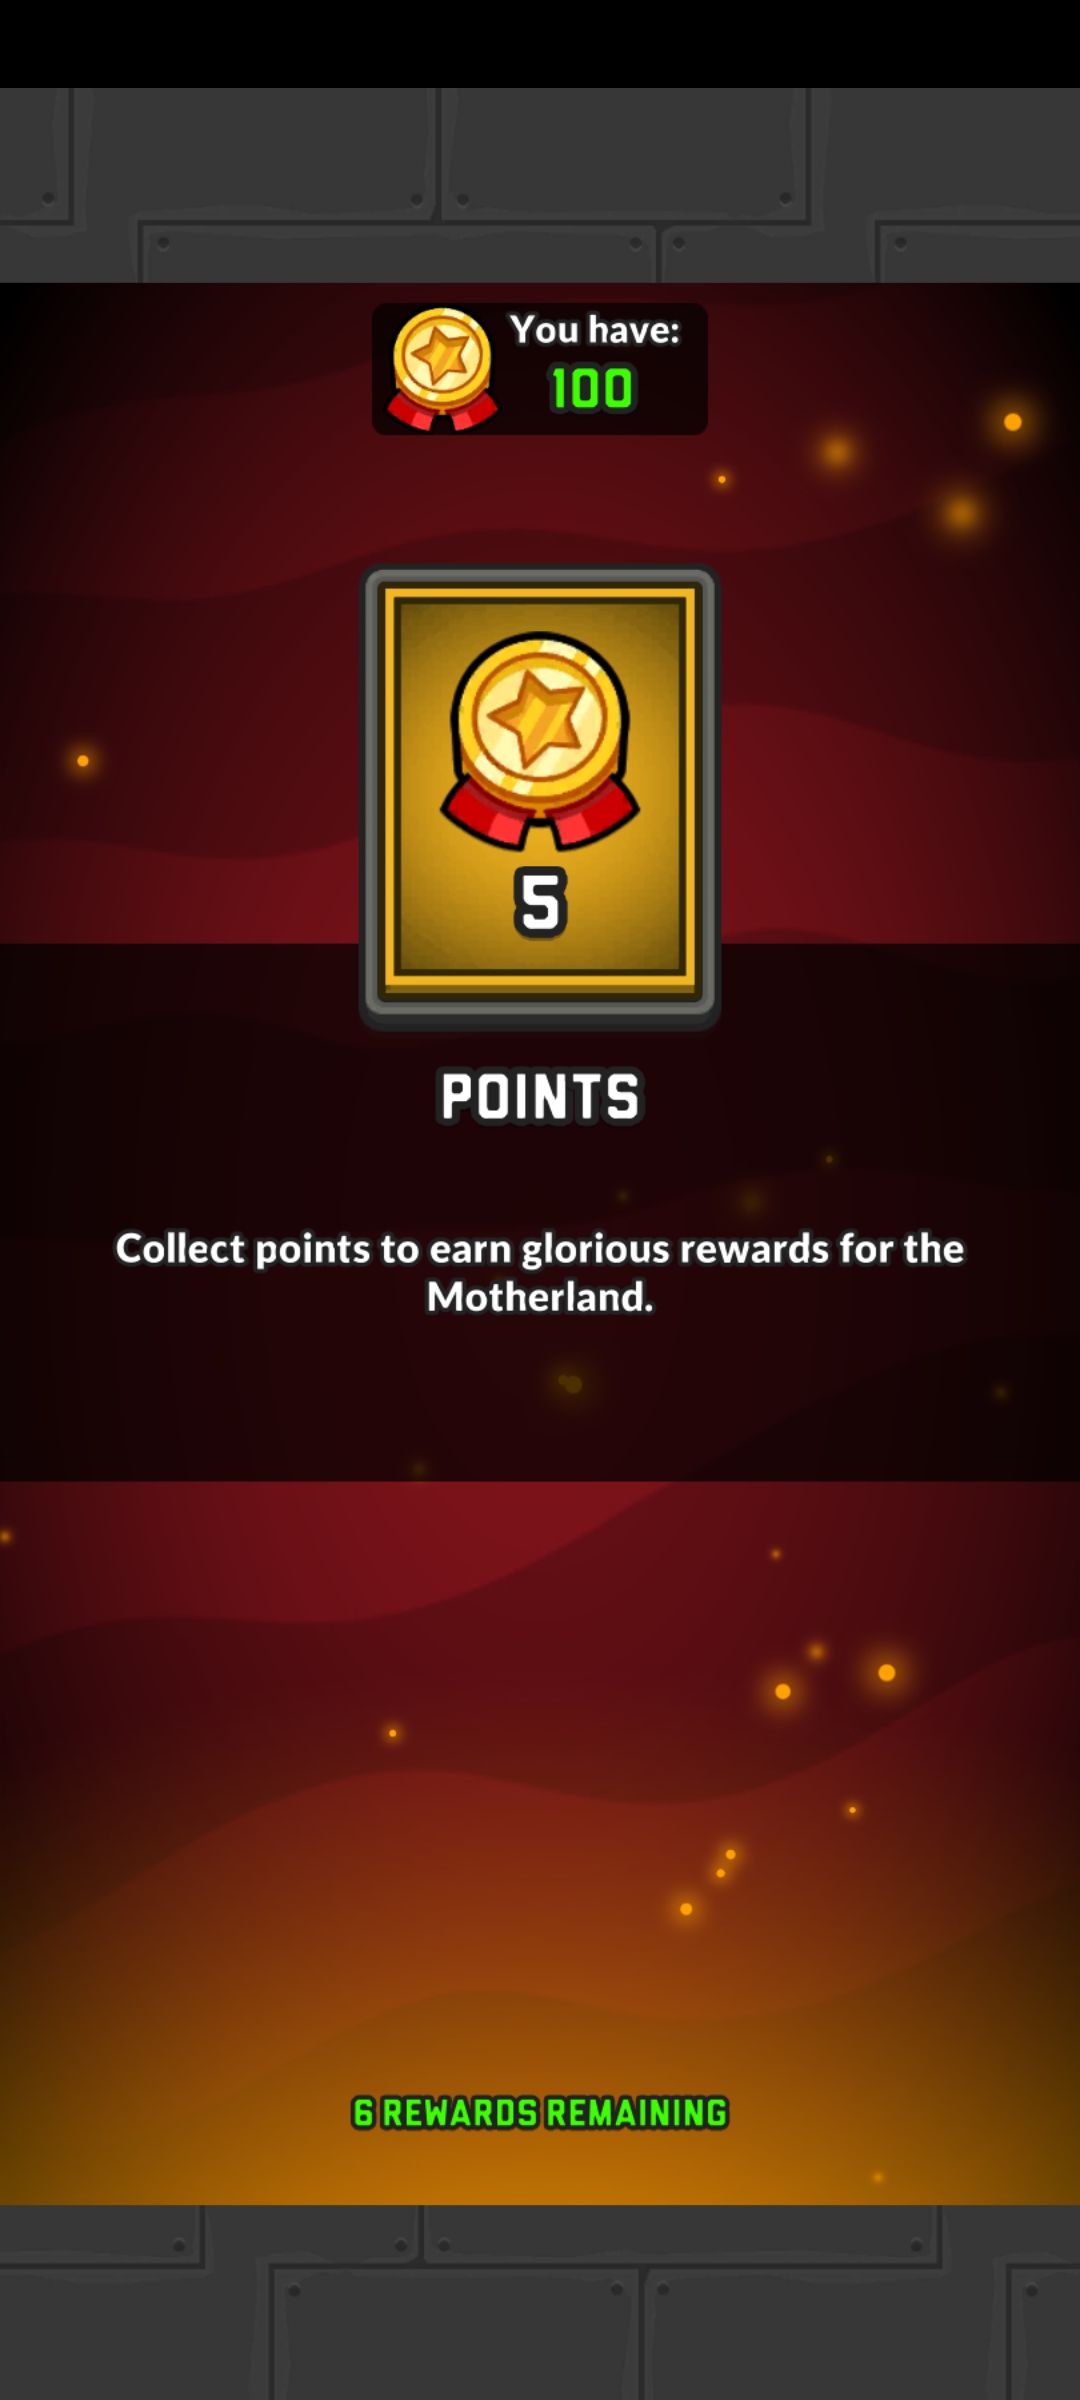 You have:
100
5
POINTS
Collect points to earn glorious rewards for the
Motherland.
6 REWARDS REMAINING